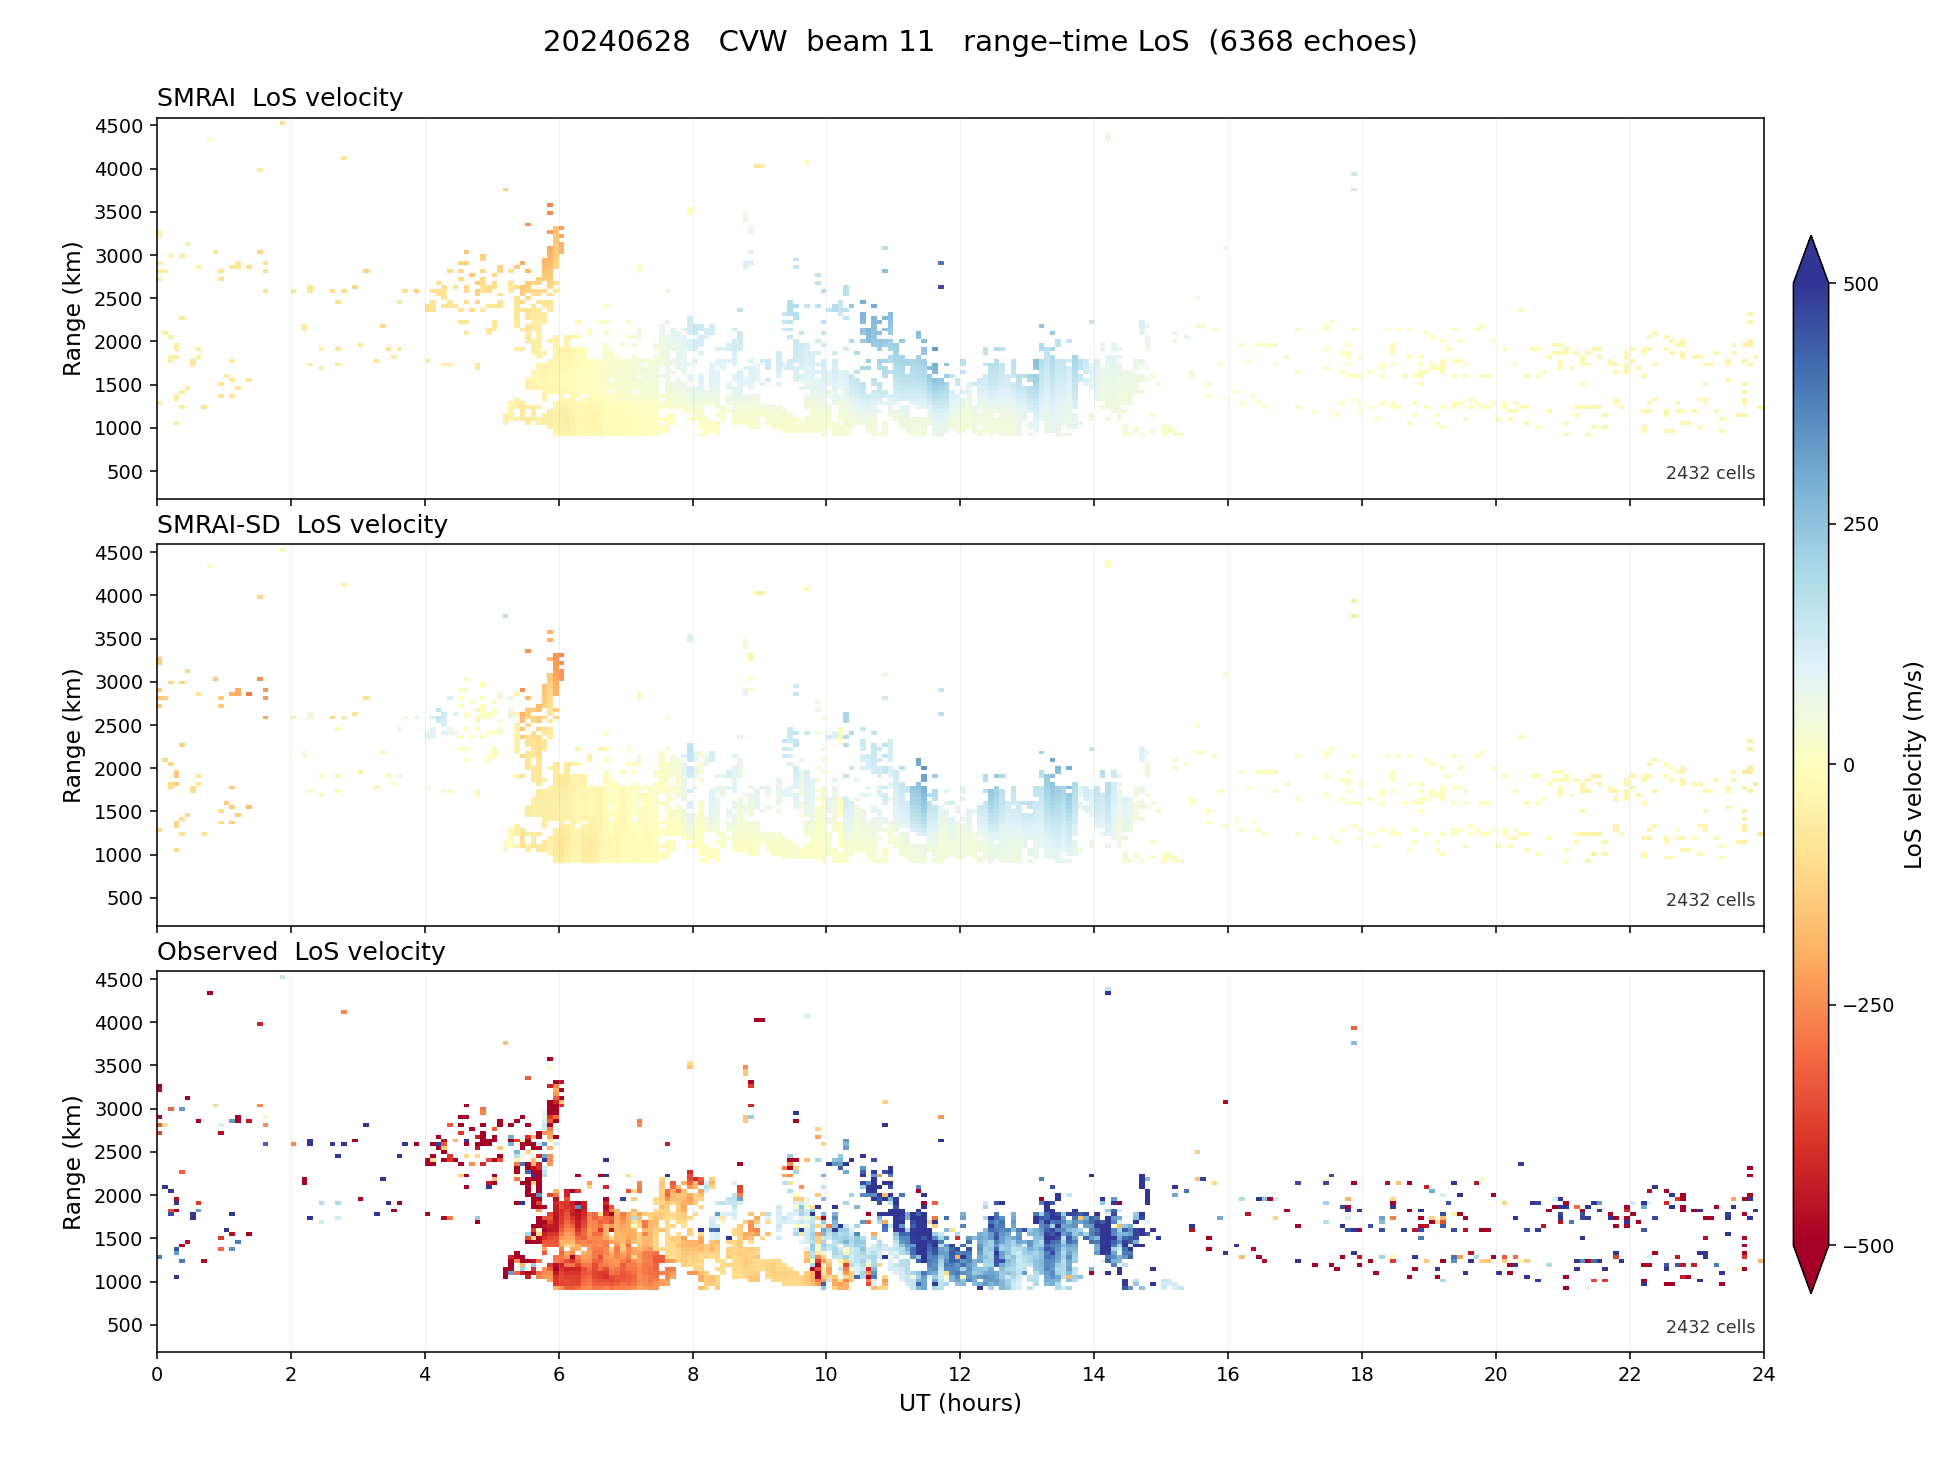 20240628 CVW beam 11 range–time LoS (6368 echoes)
SMRAI LoS velocity
4500
4000
3500
3000
2500
2000
1500
1000
500
Range (km)
2432 cells
SMRAI-SD LoS velocity
4500
4000
3500
3000
2500
2000
1500
1000
500
Range (km)
2432 cells
Observed LoS velocity
4500
4000
3500
3000
2500
2000
1500
1000
500
Range (km)
2432 cells
0 2 4 6 8 10 12 14 16 18 20 22 24
UT (hours)
500
250
0
−250
−500
LoS velocity (m/s)